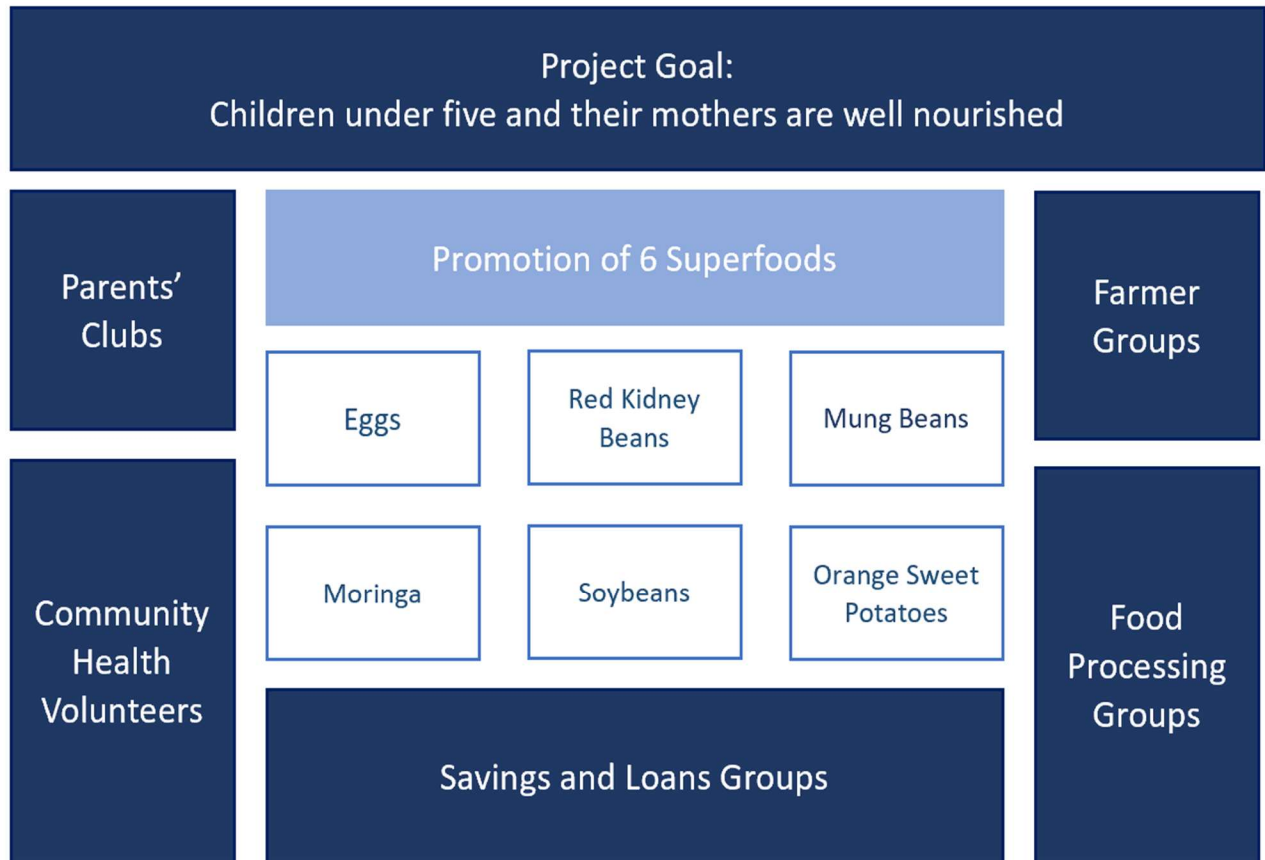 Project Goal:
Children under five and their mothers are well nourished
Parents’
Clubs
Promotion of 6 Superfoods
Farmer
Groups
Eggs
Red Kidney
Beans
Mung Beans
Moringa
Soybeans
Orange Sweet
Potatoes
Community
Health
Volunteers
Food
Processing
Groups
Savings and Loans Groups